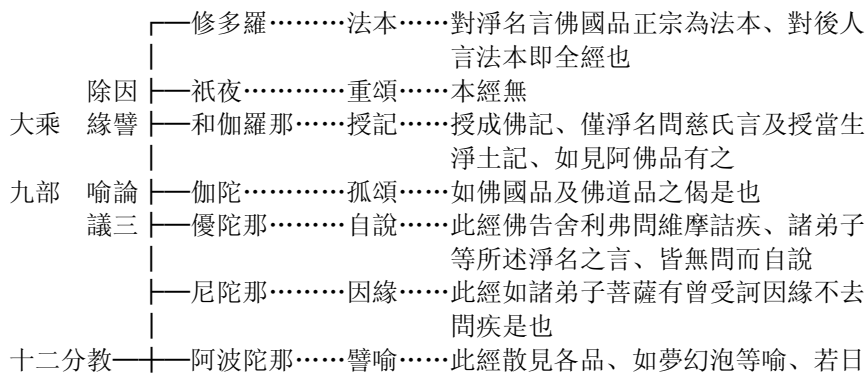 ┌──修多羅………法本……對淨名言佛國品正宗為法本、對後人
言法本即全經也
除因├──祇夜…………重頌……本經無
大乘 緣譬├──和伽羅那……授記……授成佛記、僅淨名問慈氏言及授當生
淨土記、如見阿佛品有之
九部 喻論├──伽陀…………孤頌……如佛國品及佛道品之偈是也
議三├──優陀那………自說……此經佛告舍利弗問維摩詰疾、諸弟子
等所述淨名之言、皆無問而自說
├──尼陀那………因緣……此經如諸弟子菩薩有曾受訶因緣不去
問疾是也
十二分教──┼──阿波陀那……譬喻……此經散見各品、如夢幻泡等喻、若日